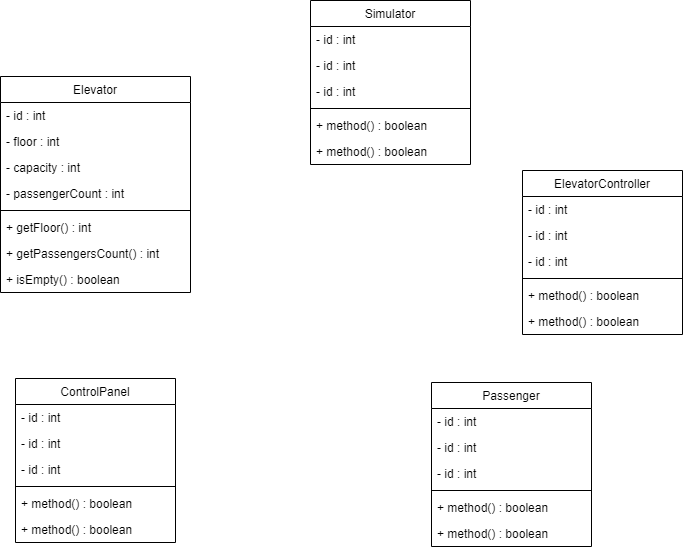 Simulator
- id : int
- id : int
- id : int
+ method() : boolean
+ method() : boolean
Elevator
- id : int
- floor : int
- capacity : int
- passengerCount : int
+ getFloor() : int
+ getPassengersCount() : int
+ isEmpty() : boolean
ElevatorController
- id : int
- id : int
- id : int
+ method() : boolean
+ method() : boolean
ControlPanel
- id : int
- id : int
- id : int
+ method() : boolean
+ method() : boolean
Passenger
- id : int
- id : int
- id : int
+ method() : boolean
+ method() : boolean